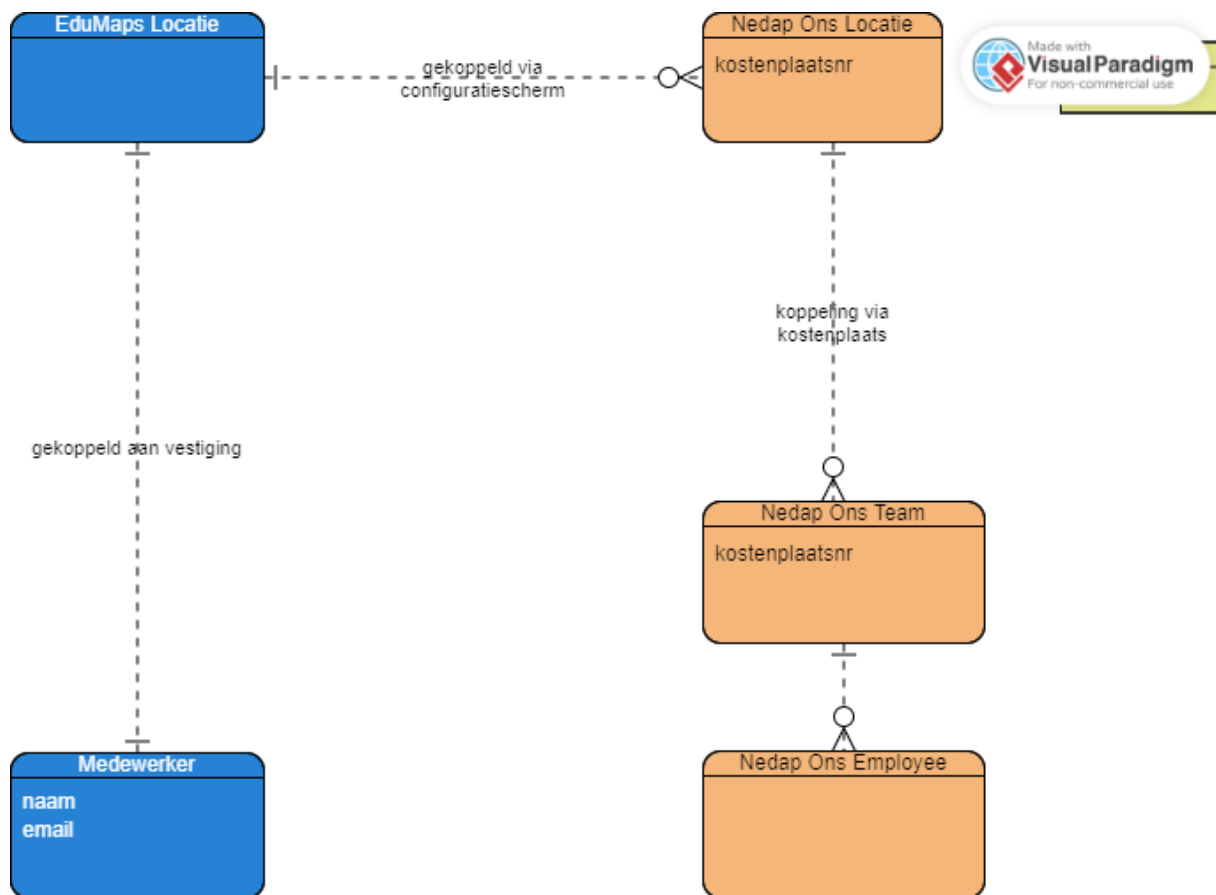 EduMaps Locatie
Nedap Ons Locatie
kostenplaatsnr
Made with
Visual Paradigm
For non-commercial use
gekoppeld via
configuratiescherm
koppering via
kostenplaats
gekoppeld aan vestiging
Nedap Ons Team
kostenplaatsnr
Medewerker
naam
email
Nedap Ons Employee